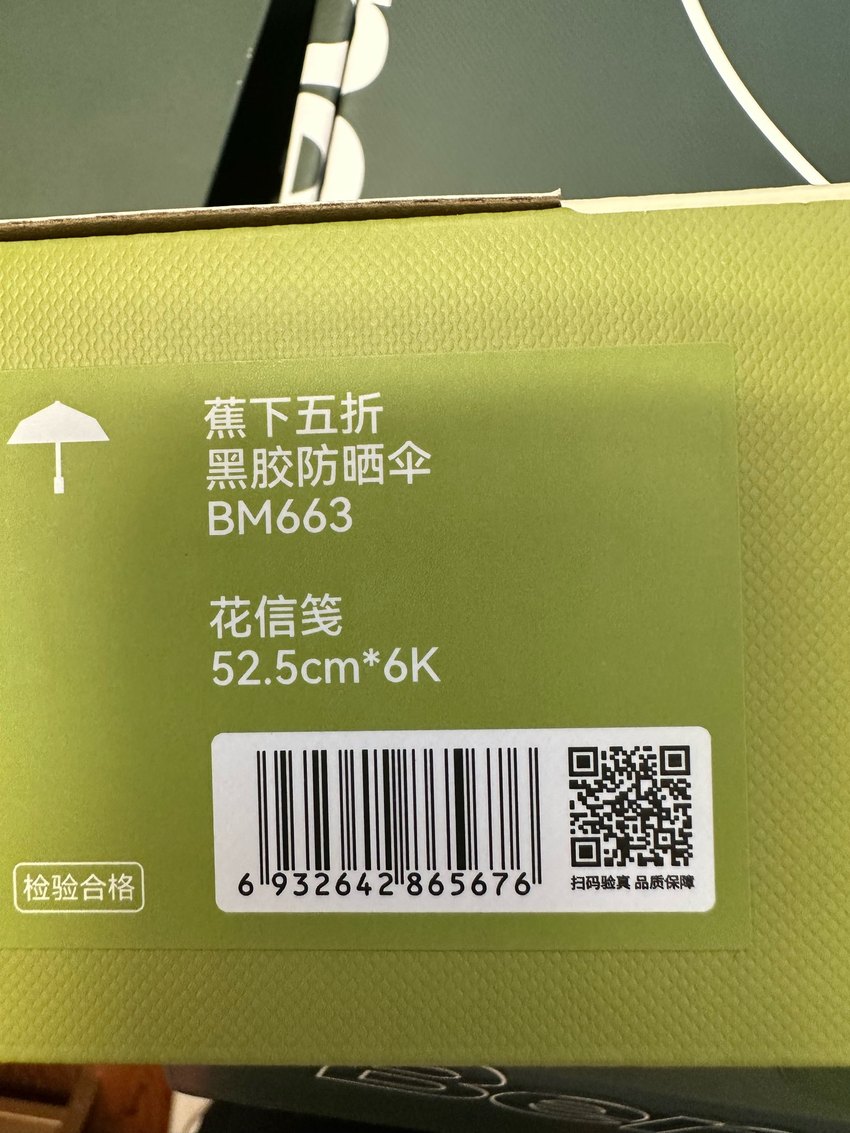 蕉下五折
黑胶防晒伞
BM663
花信笺
52.5cm*6K
6 932642 865676
扫码验真 品质保障
检验合格